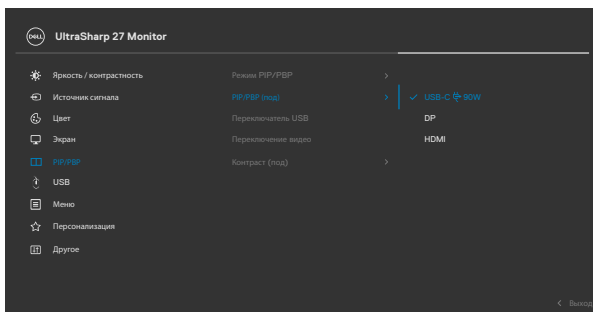 DELL UltraSharp 27 Monitor
Яркость / контрастность Режим PIP/PBP
Источник сигнала PIP/PBP (под) USB-C 90W
Цвет Переключатель USB DP
Экран Переключение видео HDMI
PIP/PBP Контраст (под)
USB
Меню
Персонализация
Другое
Выход